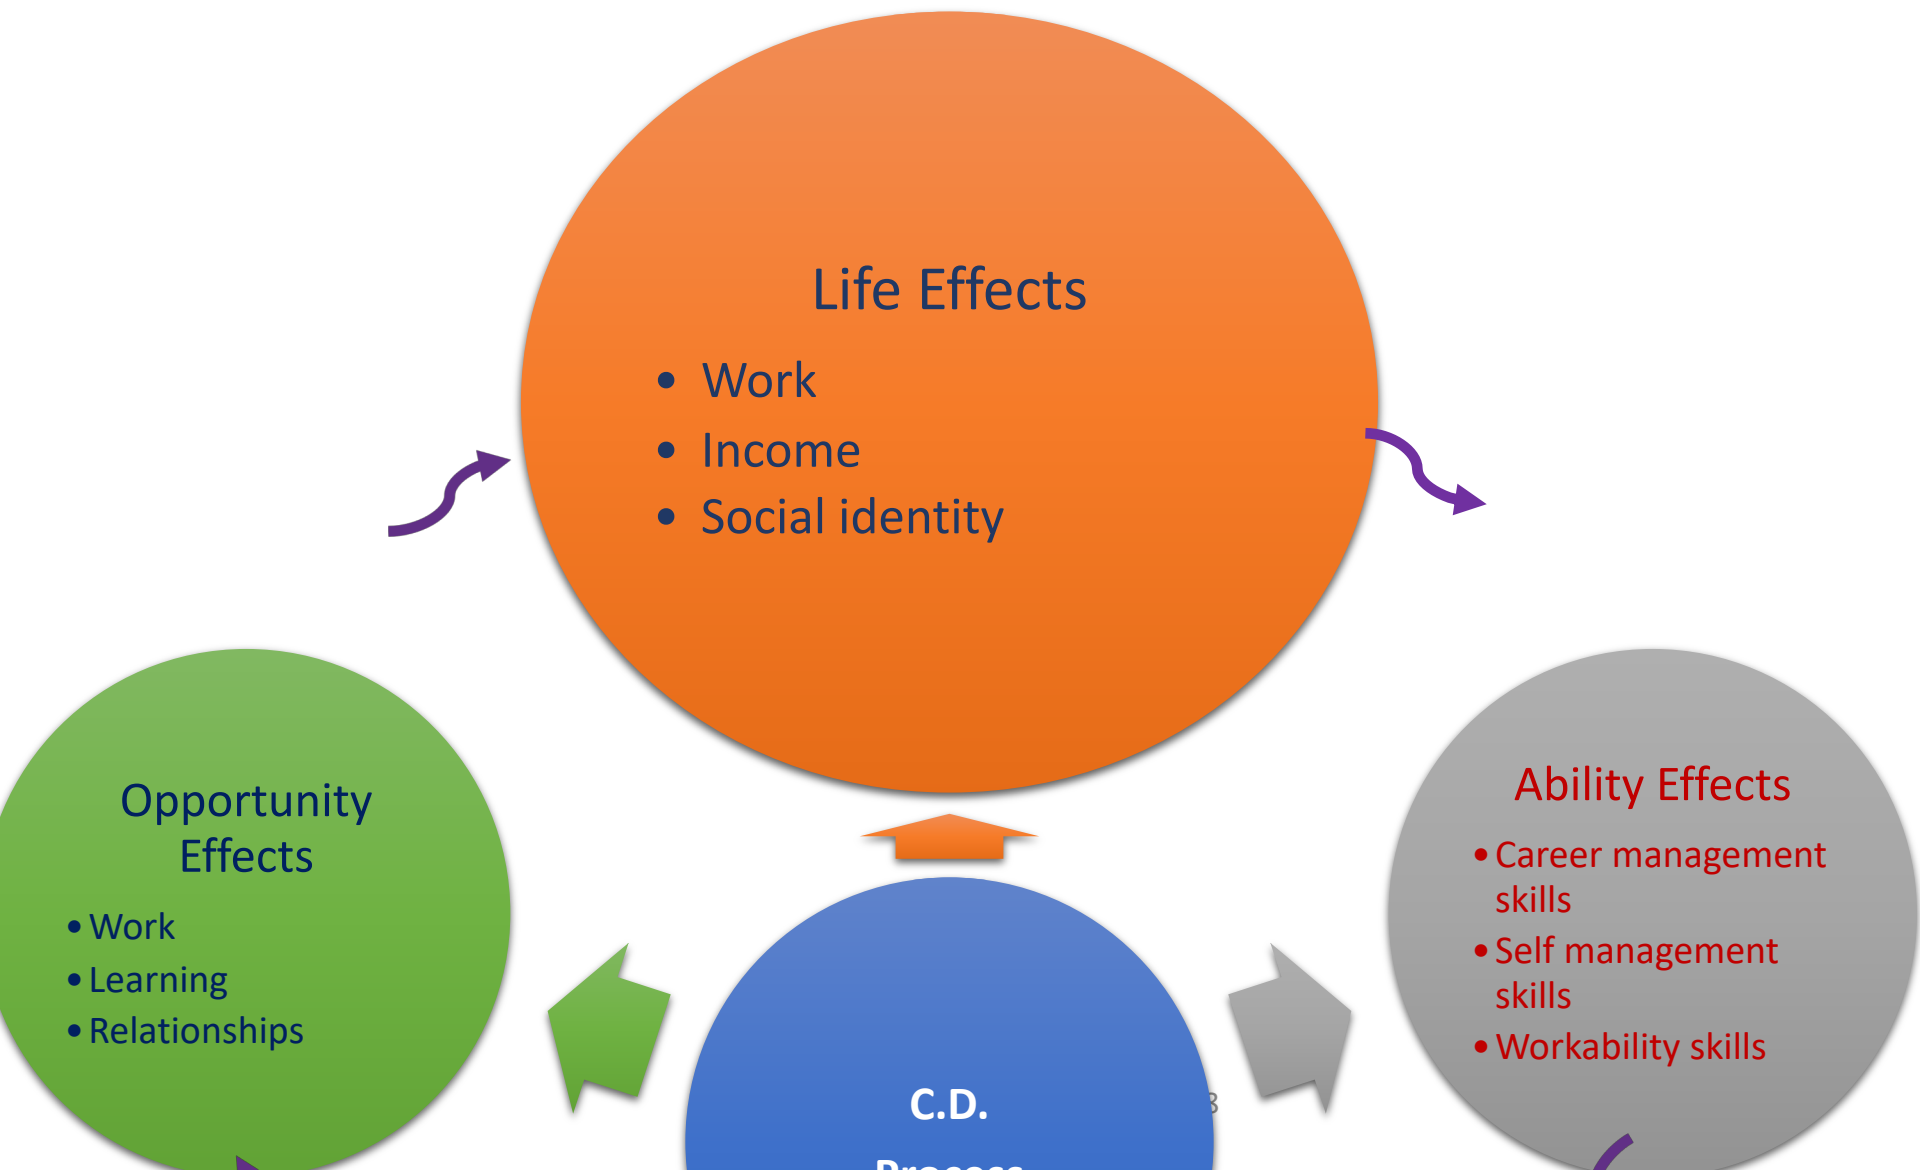 Life Effects
• Work
• Income
• Social identity
Opportunity
Effects
• Work
• Learning
• Relationships
Ability Effects
• Career management
skills
• Self management
skills
• Workability skills
C.D.
Process